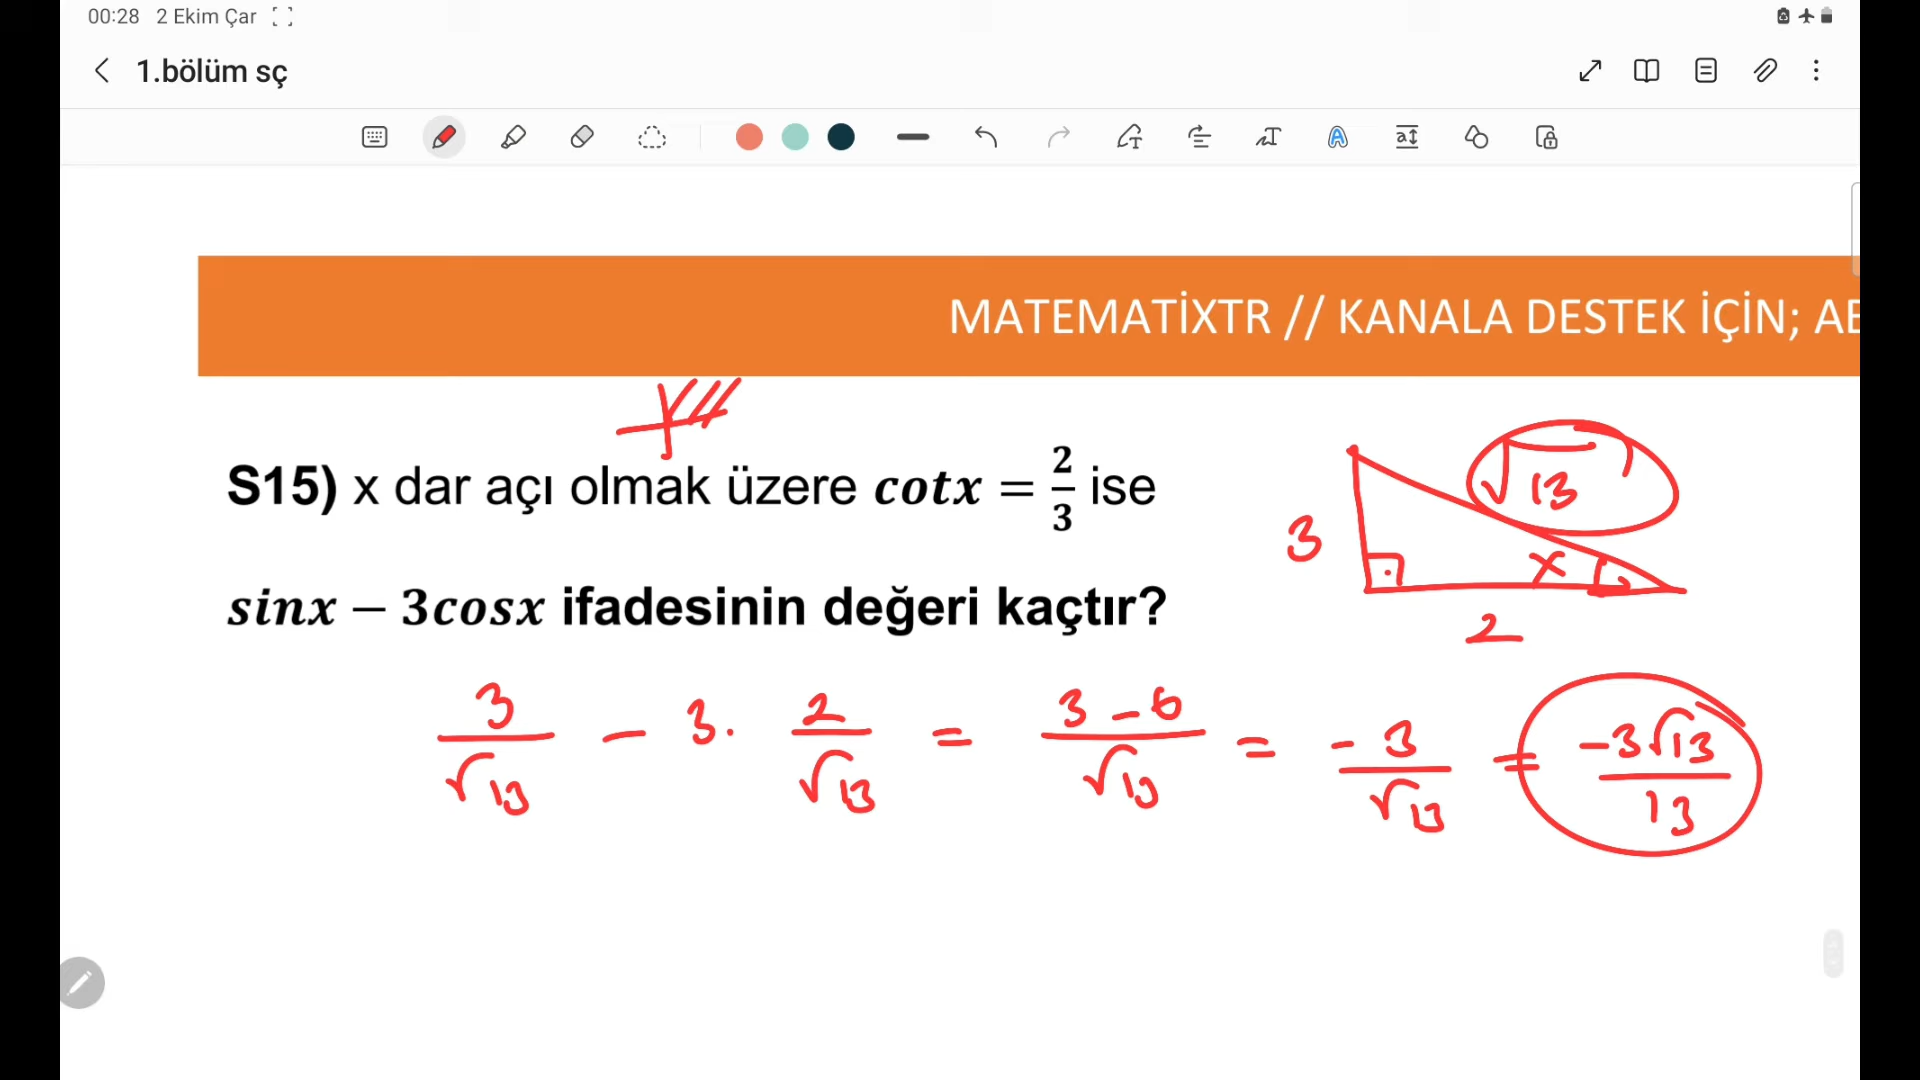 00:28 2 Ekim Çar
1.bölüm sç
MATEMATİXTR // KANALA DESTEK İÇİN;
S15) x dar açı olmak üzere cotx = 2/3 ise
sinx − 3cosx ifadesinin değeri kaçtır?
3
√13
x
2
3/√13 - 3. 2/√13 = 3-6/√13 = -3/√13 = -3√13/13